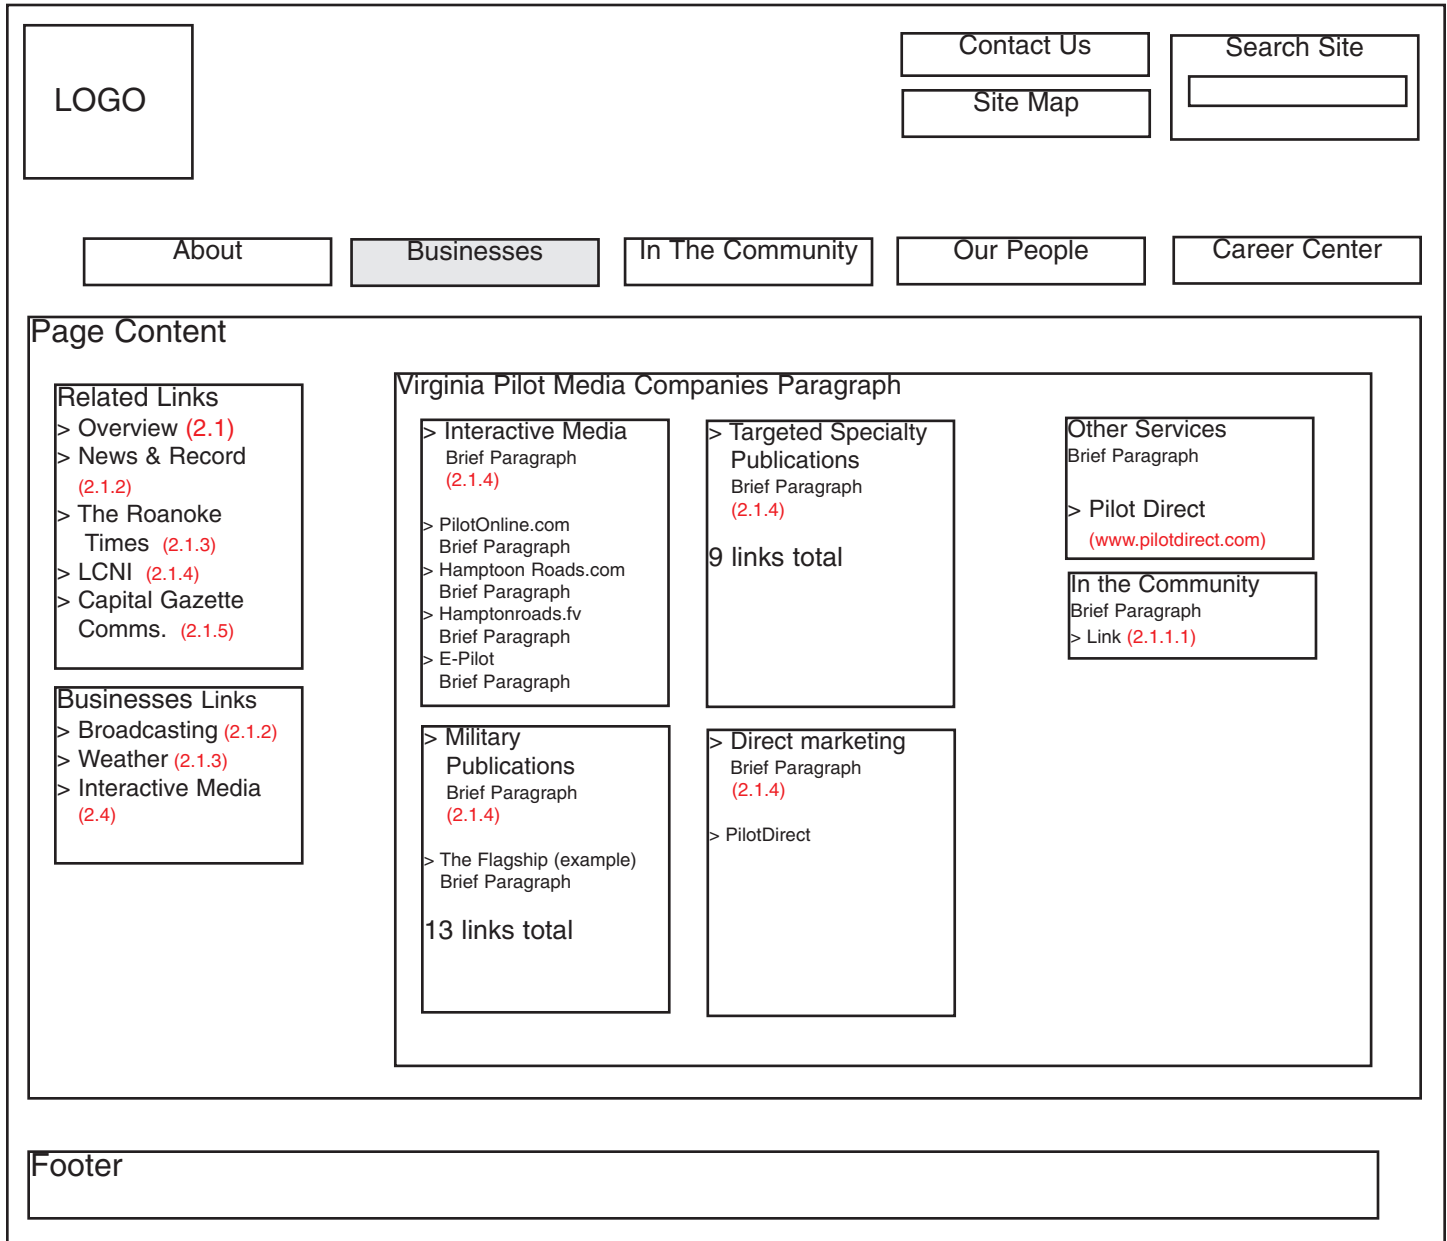 LOGO
Contact Us
Site Map
Search Site
About
Businesses
In The Community
Our People
Career Center
Page Content
Related Links
> Overview (2.1)
> News & Record
(2.1.2)
> The Roanoke
Times (2.1.3)
> LCNI (2.1.4)
> Capital Gazette
Comms. (2.1.5)
Businesses Links
> Broadcasting (2.1.2)
> Weather (2.1.3)
> Interactive Media
(2.4)
Virginia Pilot Media Companies Paragraph
> Interactive Media
Brief Paragraph
(2.1.4)
> PilotOnline.com
Brief Paragraph
> Hamptoon Roads.com
Brief Paragraph
> Hamptonroads.fv
Brief Paragraph
> E-Pilot
Brief Paragraph
> Targeted Specialty
Publications
Brief Paragraph
(2.1.4)
9 links total
> Military
Publications
Brief Paragraph
(2.1.4)
> The Flagship (example)
Brief Paragraph
13 links total
> Direct marketing
Brief Paragraph
(2.1.4)
> PilotDirect
Other Services
Brief Paragraph
> Pilot Direct
(www.pilotdirect.com)
In the Community
Brief Paragraph
> Link (2.1.1.1)
Footer